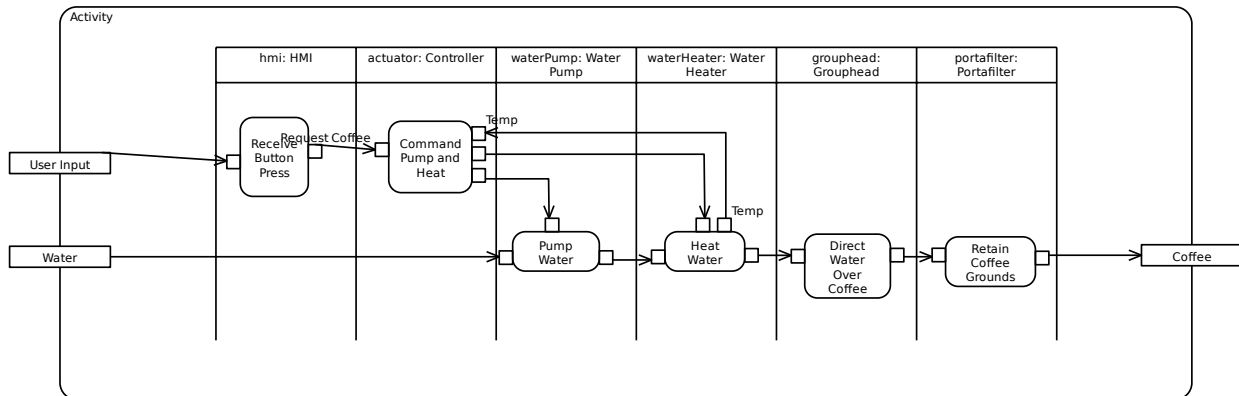 Activity
hmi: HMI
actuator: Controller
waterPump: Water
Pump
waterHeater: Water
Heater
grouphead:
Grouphead
portafilter:
Portafilter
User Input
Receive
Button
Press
Request Coffee
Command
Pump and
Heat
Temp
Temp
Water
Pump
Water
Heat
Water
Direct
Water
Over
Coffee
Retain
Coffee
Grounds
Coffee